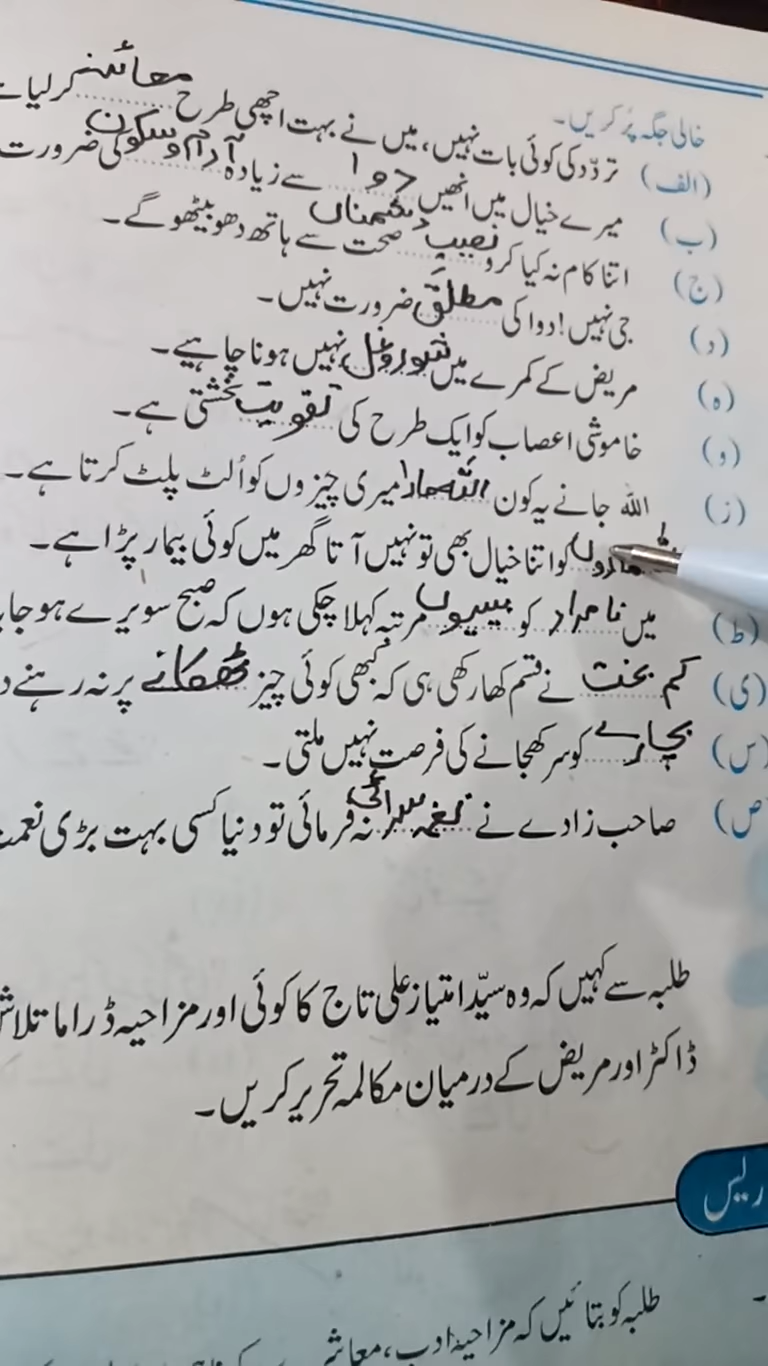 خالی جگہ پُر کریں۔
(الف) تردّد کی کوئی بات نہیں، میں نے بہت اچھی طرح معائنہ کر لیا ہے
(ب) میرے خیال میں انھیں دوا سے زیادہ آرام و سکون کی ضرورت
(ج) اتنا کام نہ کیا کرو نصیب دشمناں صحت سے ہاتھ دھو بیٹھو گے۔
(د) جی نہیں! دوا کی مطلق ضرورت نہیں۔
(ہ) مریض کے کمرے میں شور و غل نہیں ہونا چاہیے۔
(و) خاموشی اعصاب کو ایک طرح کی تقویت بخشتی ہے۔
(ز) اللہ جانے یہ کون اللہ مارا میری چیزوں کو اُلٹ پلٹ کرتا ہے۔
کو اتنا خیال بھی تو نہیں آتا گھر میں کوئی بیمار پڑا ہے۔
(ط) میں نامراد کو بیسیوں مرتبہ کہلا چکی ہوں کہ صبح سویرے ہو جایا
(ی) کم بخت نے قسم کھا رکھی ہی کہ کبھی کوئی چیز ٹھکانے پر نہ رہنے د
(س) بچارے کو سر کھجانے کی فرصت نہیں ملتی۔
(ص) صاحب زادے نے نغمہ سرائی نہ فرمائی تو دنیا کسی بہت بڑی نعمت
طلبہ سے کہیں کہ وہ سیّد امتیاز علی تاج کا کوئی اور مزاحیہ ڈراما تلاش
ڈاکٹر اور مریض کے درمیان مکالمہ تحریر کریں۔
ریس
طلبہ کو بتائیں کہ مزاحیہ ادب،